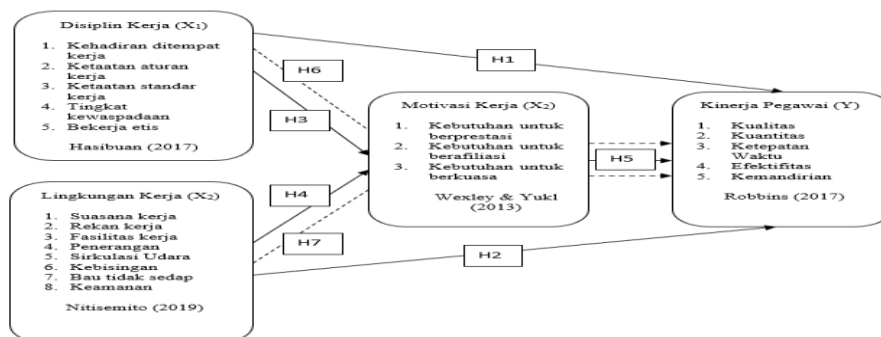 Disiplin Kerja (X1)
1. Kehadiran ditempat
kerja
2. Ketaatan aturan
kerja
3. Ketaatan standar
kerja
4. Tingkat
kewaspadaan
5. Bekerja etis
Hasibuan (2017)
H1
H6
H3
Motivasi Kerja (X2)
1. Kebutuhan untuk
berprestasi
2. Kebutuhan untuk
berafiliasi
3. Kebutuhan untuk
berkuasa
Wexley & Yukl
(2013)
H5
Kinerja Pegawai (Y)
1. Kualitas
2. Kuantitas
3. Ketepatan
Waktu
4. Efektifitas
5. Kemandirian
Robbins (2017)
H4
H7
H2
Lingkungan Kerja (X2)
1. Suasana kerja
2. Rekan kerja
3. Fasilitas kerja
4. Penerangan
5. Sirkulasi Udara
6. Kebisingan
7. Bau tidak sedap
8. Keamanan
Nitisemito (2019)